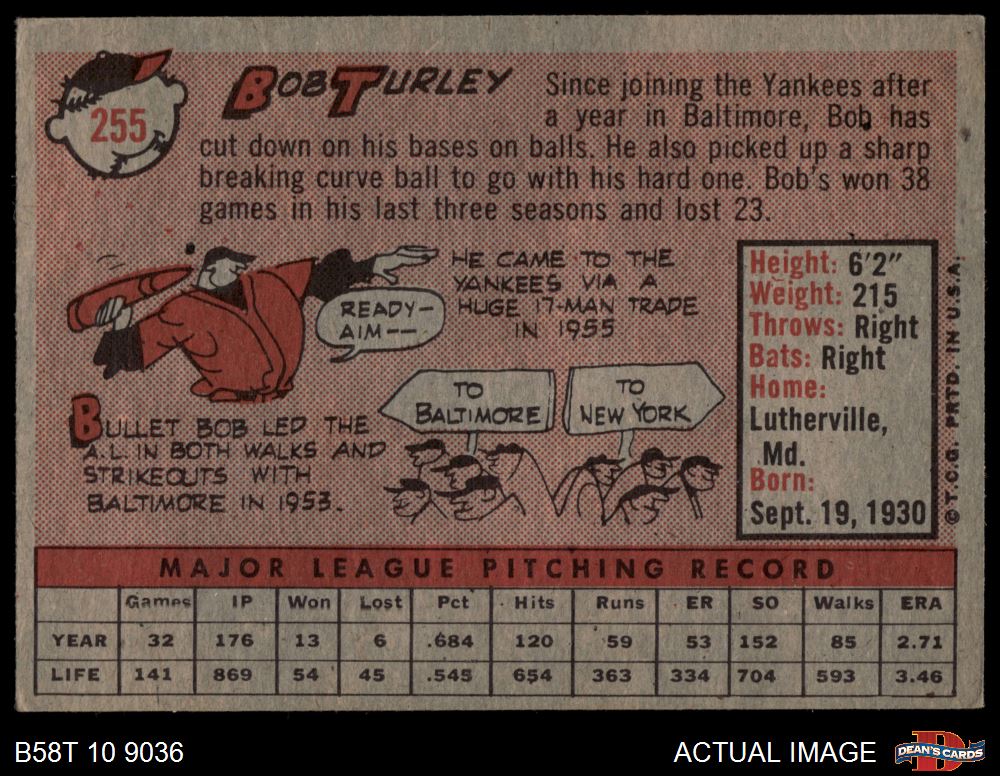 255
BOB TURLEY
Since joining the Yankees after
a year in Baltimore, Bob has
cut down on his bases on balls. He also picked up a sharp
breaking curve ball to go with his hard one. Bob's won 38
games in his last three seasons and lost 23.
HE CAME TO THE
YANKEES VIA A
HUGE 17-MAN TRADE
IN 1955
READY-
AIM--
BULLET BOB LED THE
A.L IN BOTH WALKS AND
STRIKEOUTS WITH
BALTIMORE IN 1953.
TO
BALTIMORE
TO
NEW YORK
Height: 6'2"
Weight: 215
Throws: Right
Bats: Right
Home:
Lutherville,
Md.
Born:
Sept. 19, 1930
© T.C.G. PRTD. IN U.S.A.
MAJOR LEAGUE PITCHING RECORD
Games IP Won Lost Pct Hits Runs ER SO Walks ERA
YEAR 32 176 13 6 .684 120 59 53 152 85 2.71
LIFE 141 869 54 45 .545 654 363 334 704 593 3.46
B58T 10 9036
ACTUAL IMAGE
DEAN'S CARDS